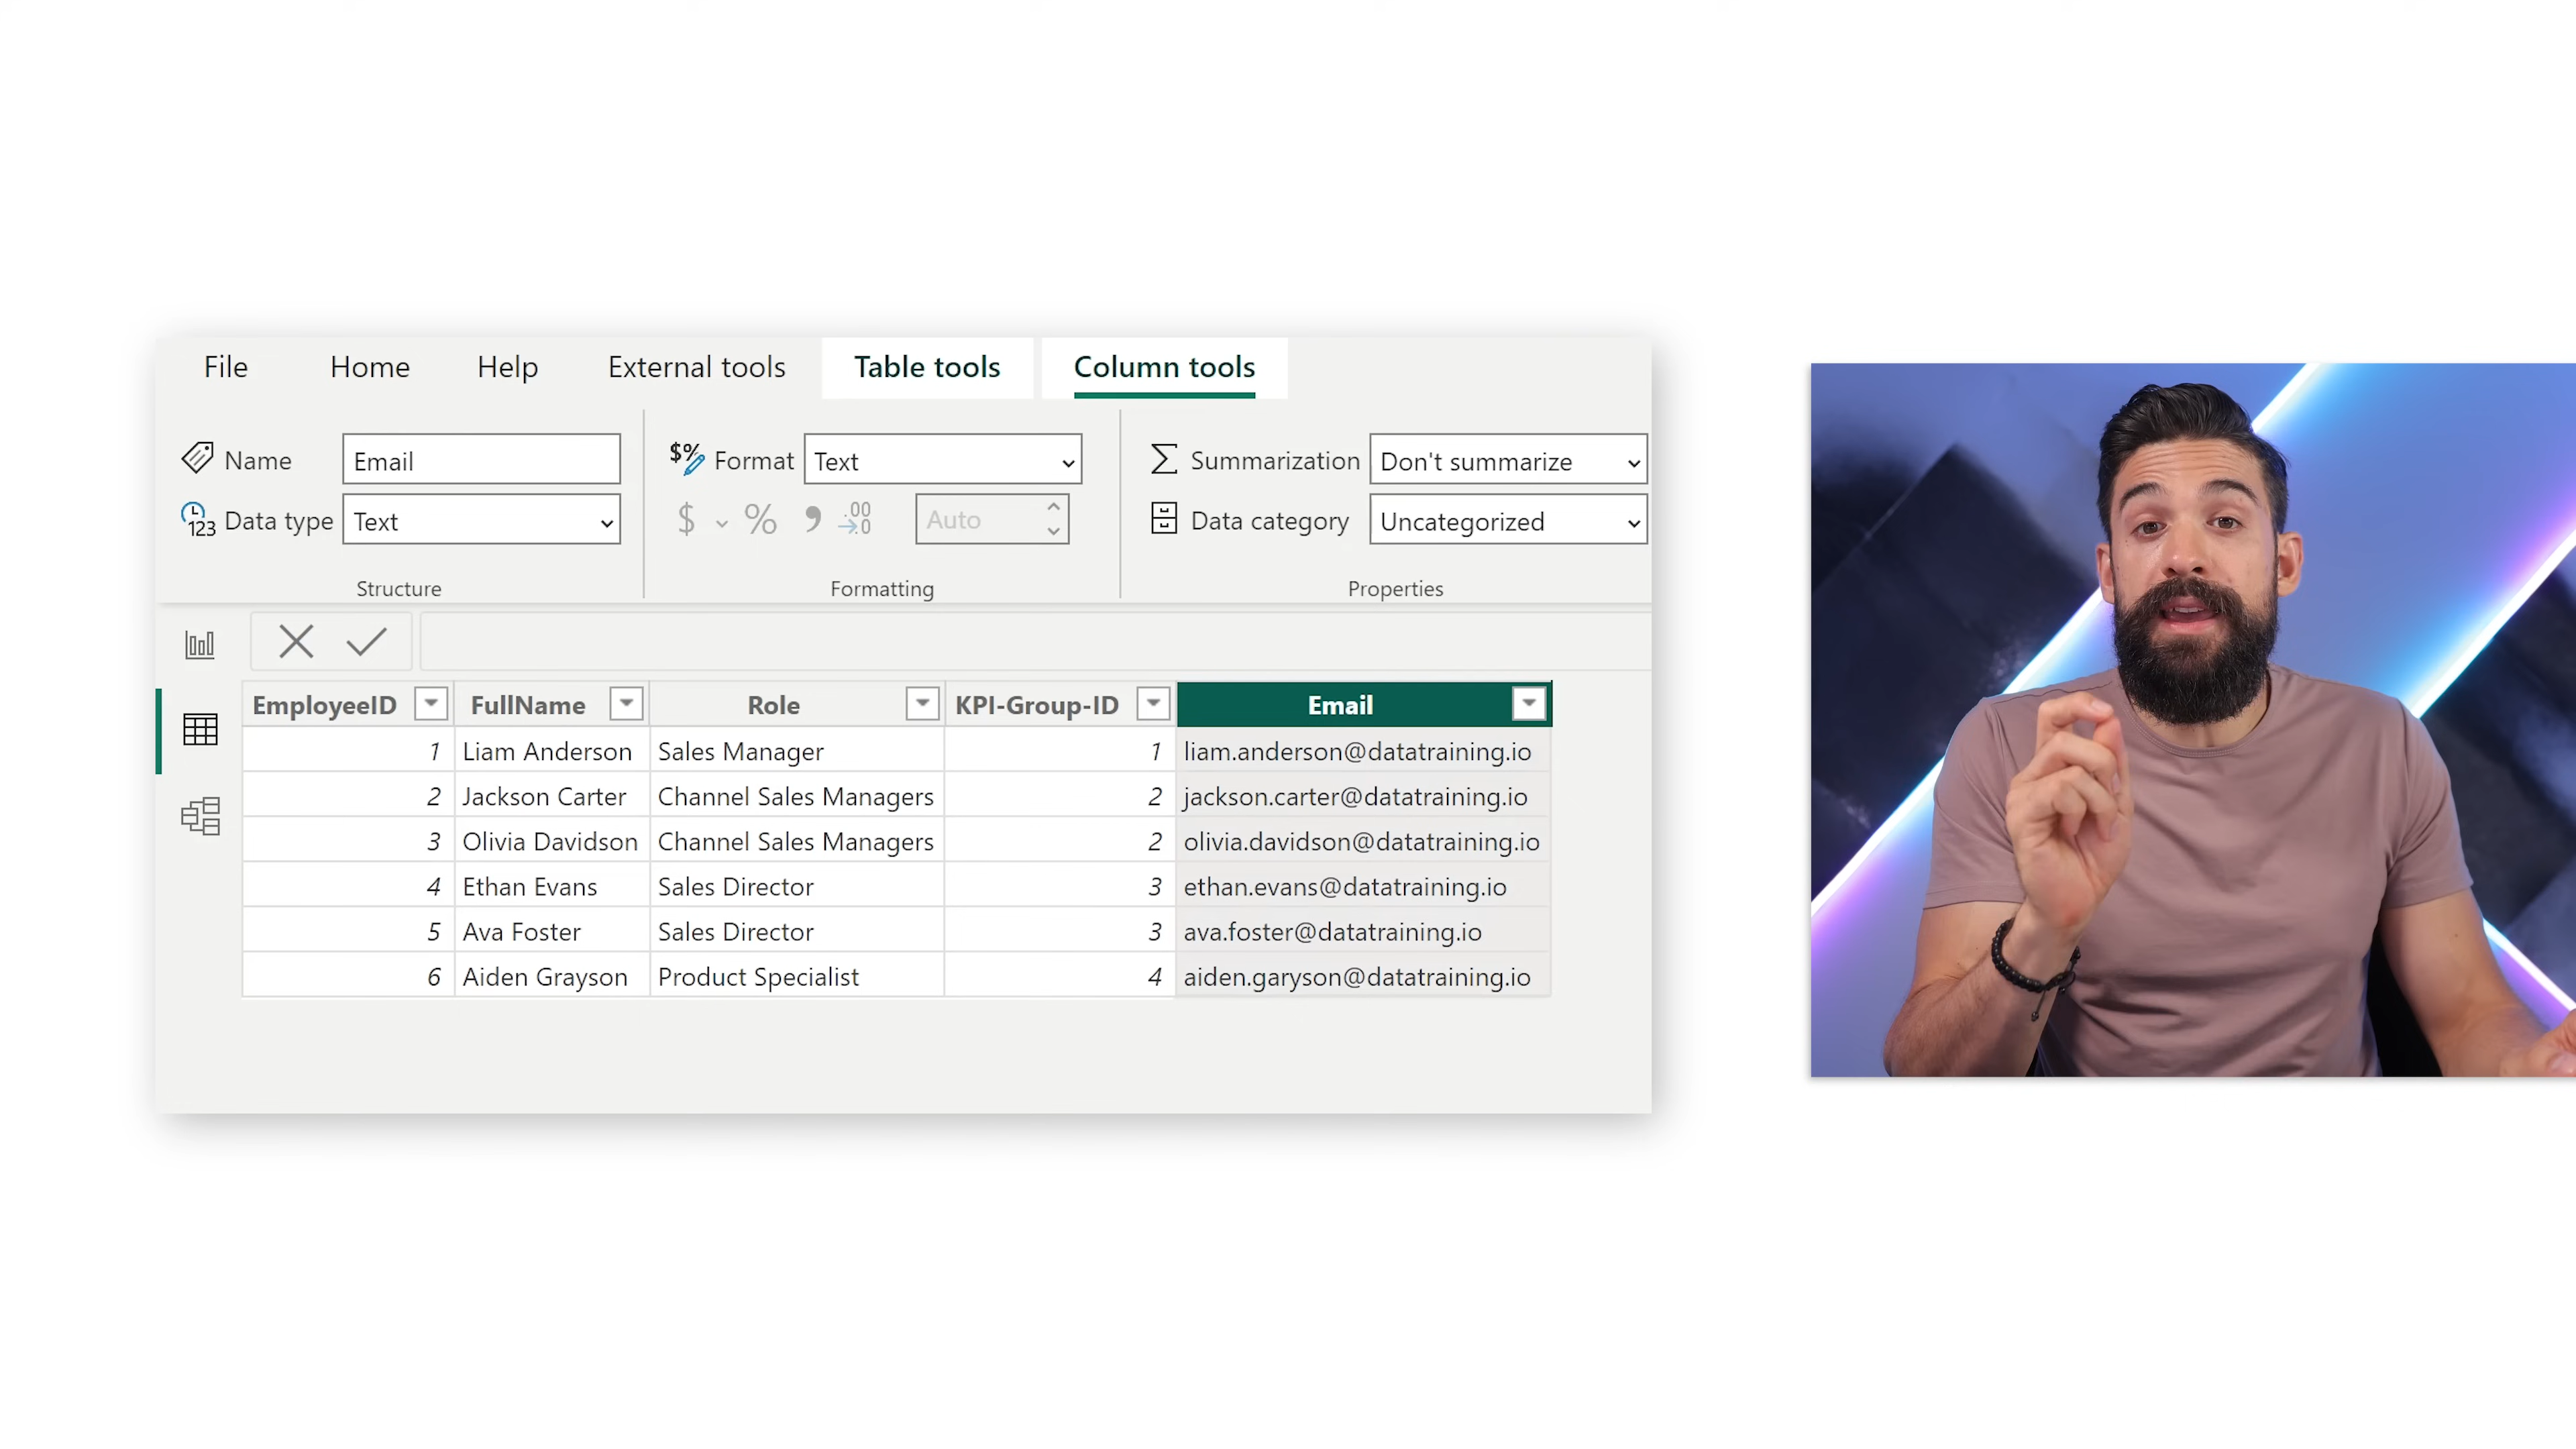 File Home Help External tools Table tools Column tools
Name Email $% Format Text Summarization Don't summarize
123 Data type Text $ % , .00 .0 Auto Data category Uncategorized
Structure Formatting Properties
EmployeeID FullName Role KPI-Group-ID Email
1 Liam Anderson Sales Manager 1 liam.anderson@datatraining.io
2 Jackson Carter Channel Sales Managers 2 jackson.carter@datatraining.io
3 Olivia Davidson Channel Sales Managers 2 olivia.davidson@datatraining.io
4 Ethan Evans Sales Director 3 ethan.evans@datatraining.io
5 Ava Foster Sales Director 3 ava.foster@datatraining.io
6 Aiden Grayson Product Specialist 4 aiden.garyson@datatraining.io